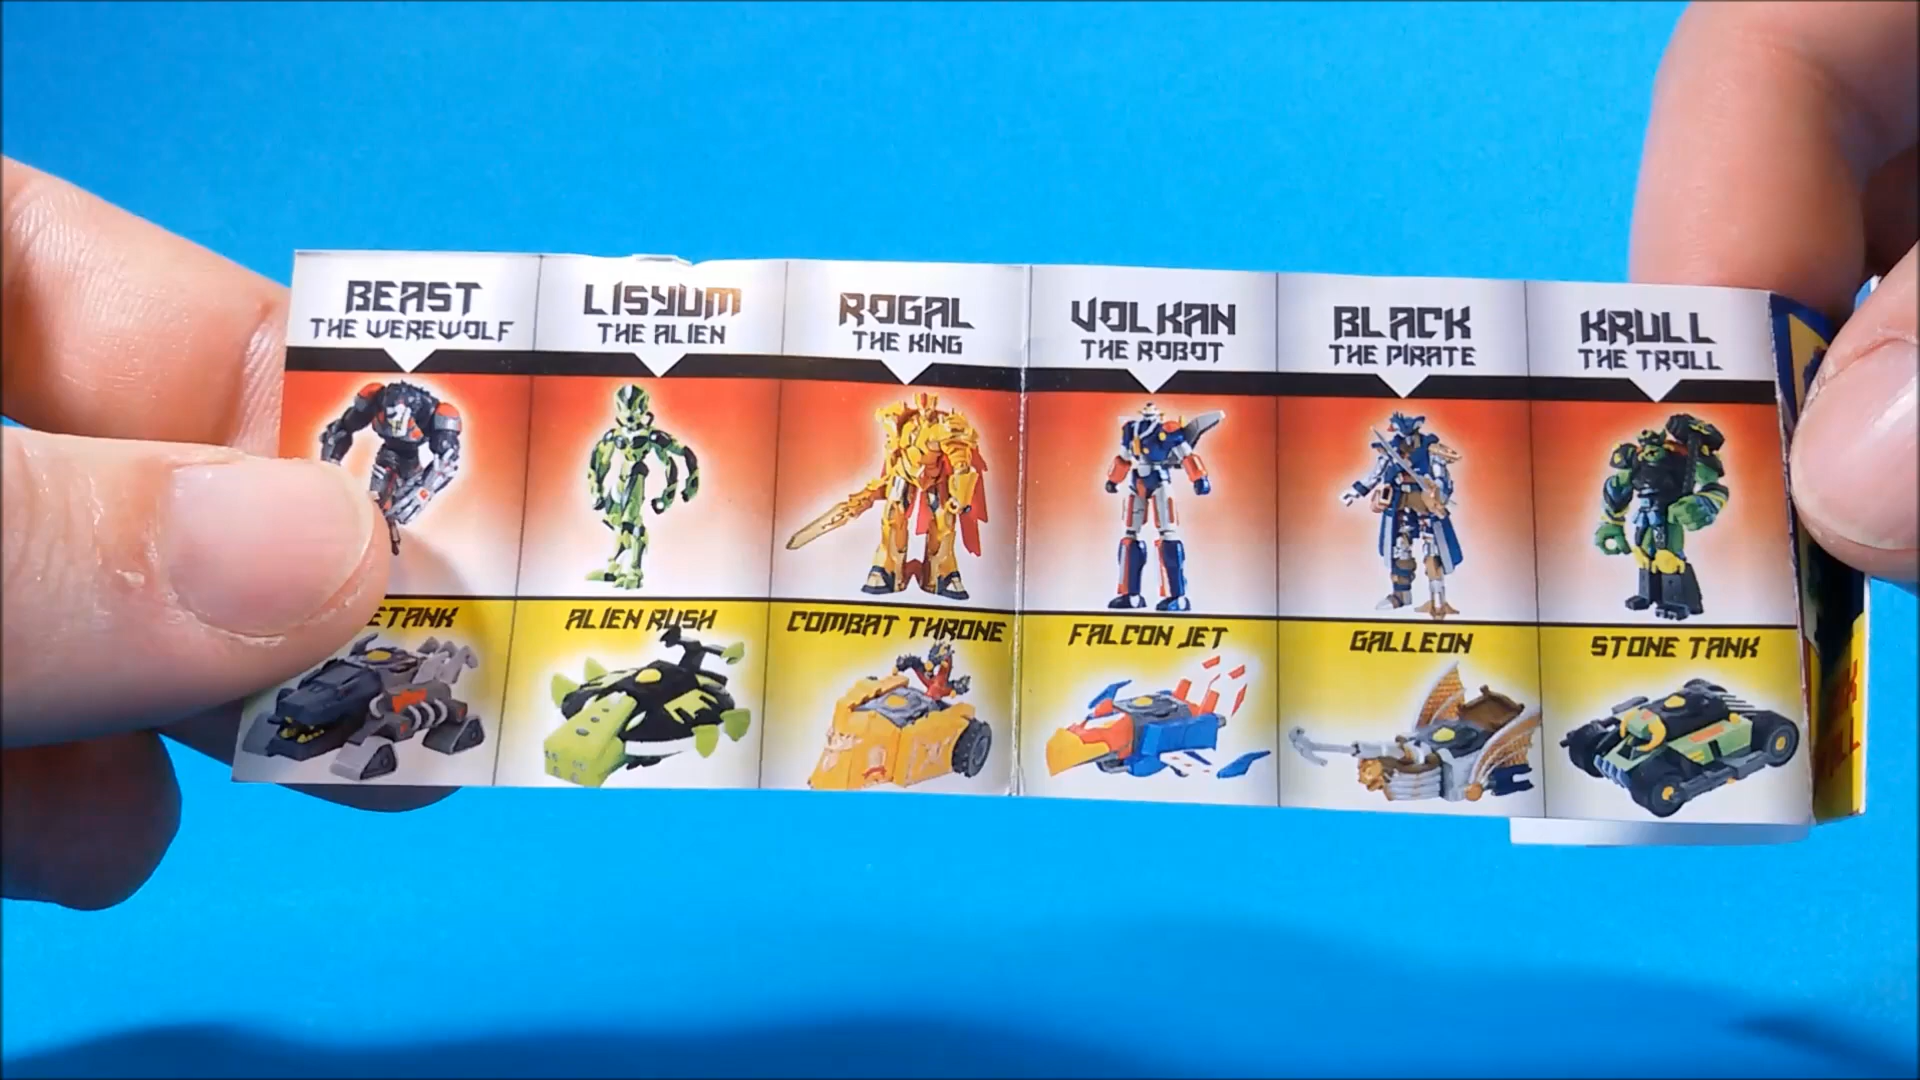 BEAST
THE WEREWOLF
LISYUM
THE ALIEN
ROGAL
THE KING
VOLKAN
THE ROBOT
BLACK
THE PIRATE
KRULL
THE TROLL
ETANK
ALIEN RUSH
COMBAT THRONE
FALCON JET
GALLEON
STONE TANK